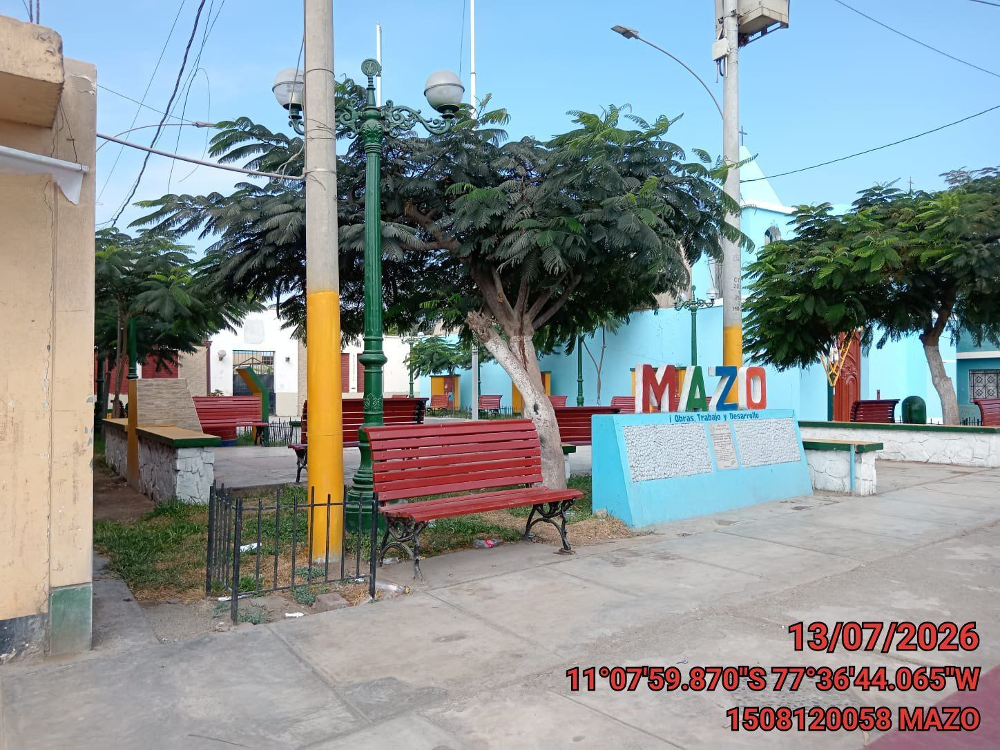 MAZO
¡ Obras, Trabajo y Desarrollo
13/07/2026
11°07'59.870"S 77°36'44.065"W
1508120058 MAZO